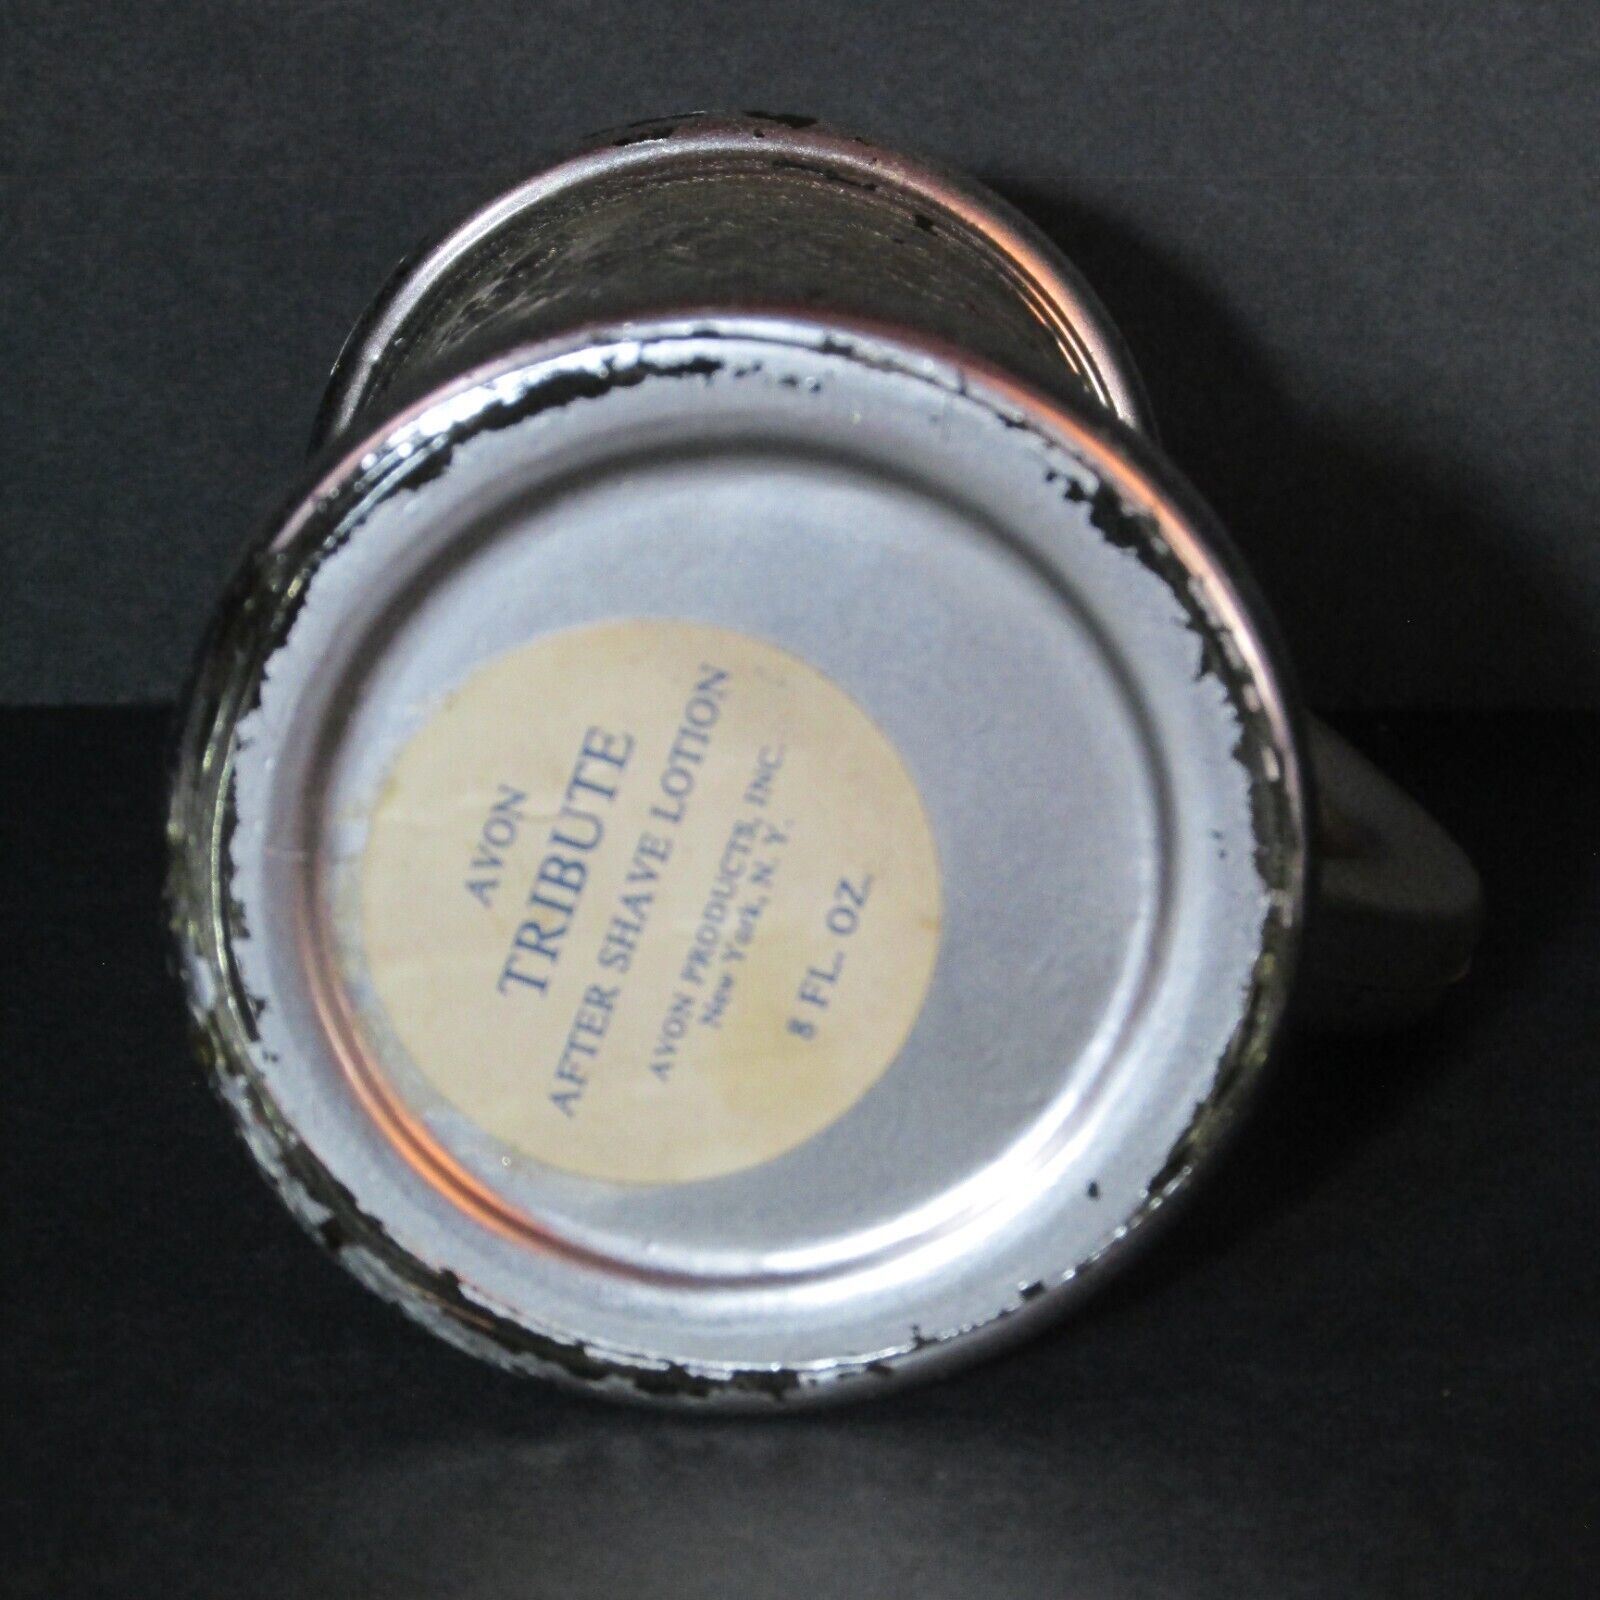 AVON
TRIBUTE
AFTER SHAVE LOTION
AVON PRODUCTS, INC.
New York, N. Y.
8 FL. OZ.